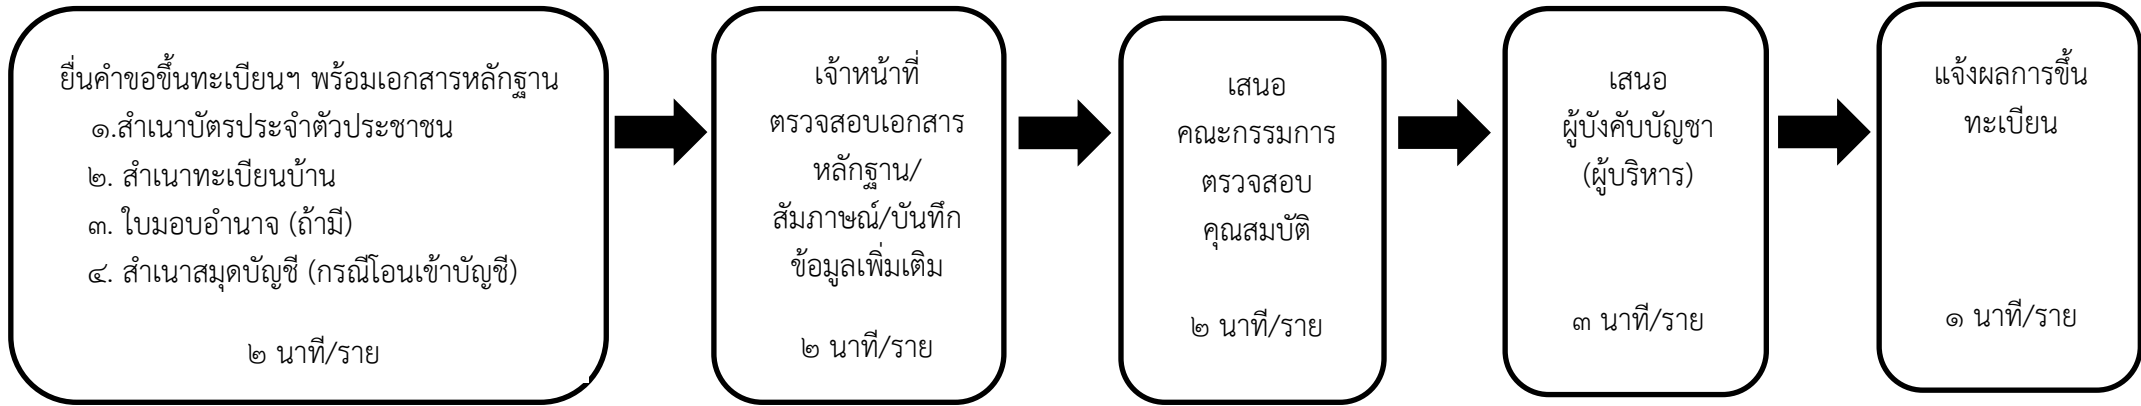 ยื่นคำขอขึ้นทะเบียนฯ พร้อมเอกสารหลักฐาน
๑.สำเนาบัตรประจำตัวประชาชน
๒. สำเนาทะเบียนบ้าน
๓. ใบมอบอำนาจ (ถ้ามี)
๔. สำเนาสมุดบัญชี (กรณีโอนเข้าบัญชี)
๒ นาที/ราย
เจ้าหน้าที่
ตรวจสอบเอกสาร
หลักฐาน/
สัมภาษณ์/บันทึก
ข้อมูลเพิ่มเติม
๒ นาที/ราย
เสนอ
คณะกรรมการ
ตรวจสอบ
คุณสมบัติ
๒ นาที/ราย
เสนอ
ผู้บังคับบัญชา
(ผู้บริหาร)
๓ นาที/ราย
แจ้งผลการขึ้น
ทะเบียน
๑ นาที/ราย